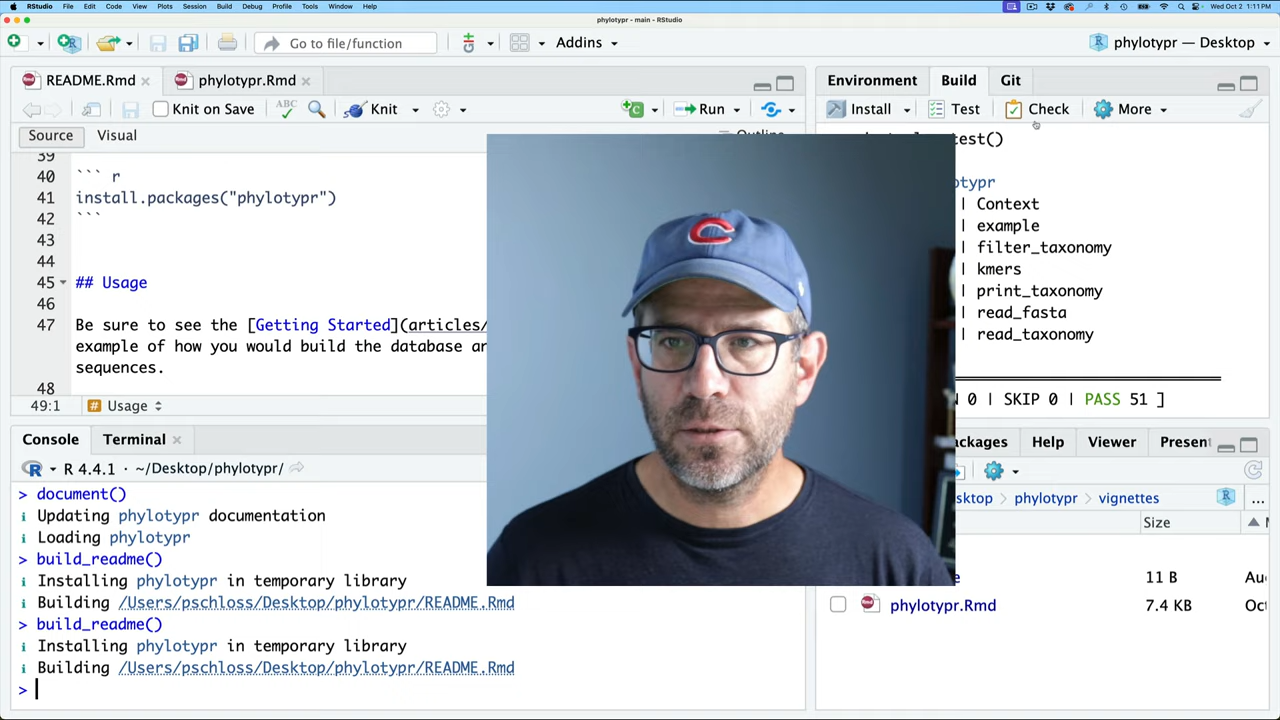 RStudio File Edit Code View Plots Session Build Debug Profile Tools Window Help Wed Oct 2 1:11 PM
phylotypr - main - RStudio
Go to file/function Addins phylotypr — Desktop
README.Rmd phylotypr.Rmd
Knit on Save ABC Knit Run
Source Visual Outline
39
40 ``` r
41 install.packages("phylotypr")
42 ```
43
44
45 ## Usage
46
47 Be sure to see the [Getting Started](articles/
example of how you would build the database an
sequences.
48
49:1 Usage
Console Terminal
R 4.4.1 · ~/Desktop/phylotypr/
> document()
i Updating phylotypr documentation
i Loading phylotypr
> build_readme()
i Installing phylotypr in temporary library
i Building /Users/pschloss/Desktop/phylotypr/README.Rmd
> build_readme()
i Installing phylotypr in temporary library
i Building /Users/pschloss/Desktop/phylotypr/README.Rmd
>
C
Environment Build Git
Install Test Check More
test()
otypr
| Context
| example
| filter_taxonomy
| kmers
| print_taxonomy
| read_fasta
| read_taxonomy
N 0 | SKIP 0 | PASS 51 ]
ackages Help Viewer Present
sktop phylotypr vignettes ...
Size
e 11 B Au
phylotypr.Rmd 7.4 KB Oc